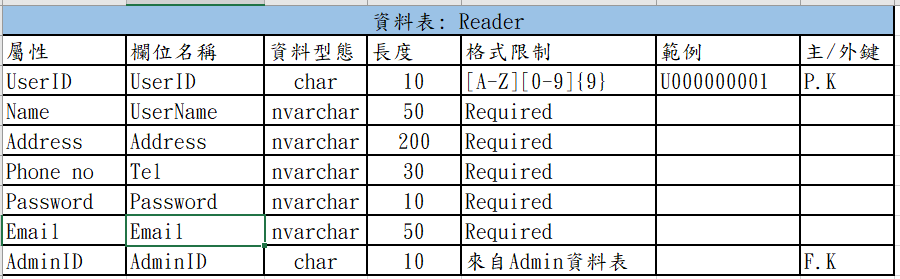 資料表: Reader
屬性 欄位名稱 資料型態 長度 格式限制 範例 主/外鍵
UserID UserID char 10 [A-Z][0-9]{9} U000000001 P.K
Name UserName nvarchar 50 Required
Address Address nvarchar 200 Required
Phone no Tel nvarchar 30 Required
Password Password nvarchar 10 Required
Email Email nvarchar 50 Required
AdminID AdminID char 10 來自Admin資料表 F.K